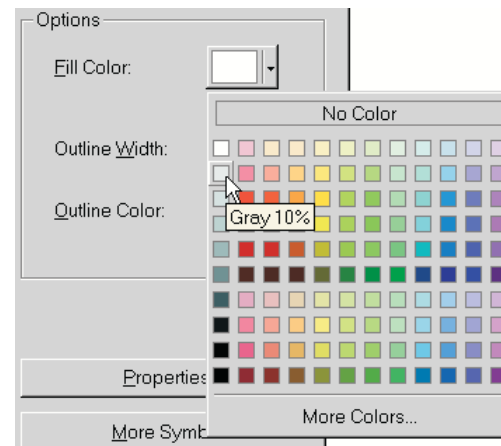 Options
Fill Color:
No Color
Outline Width:
Outline Color:
Gray 10%
Properties
More Symb
More Colors...